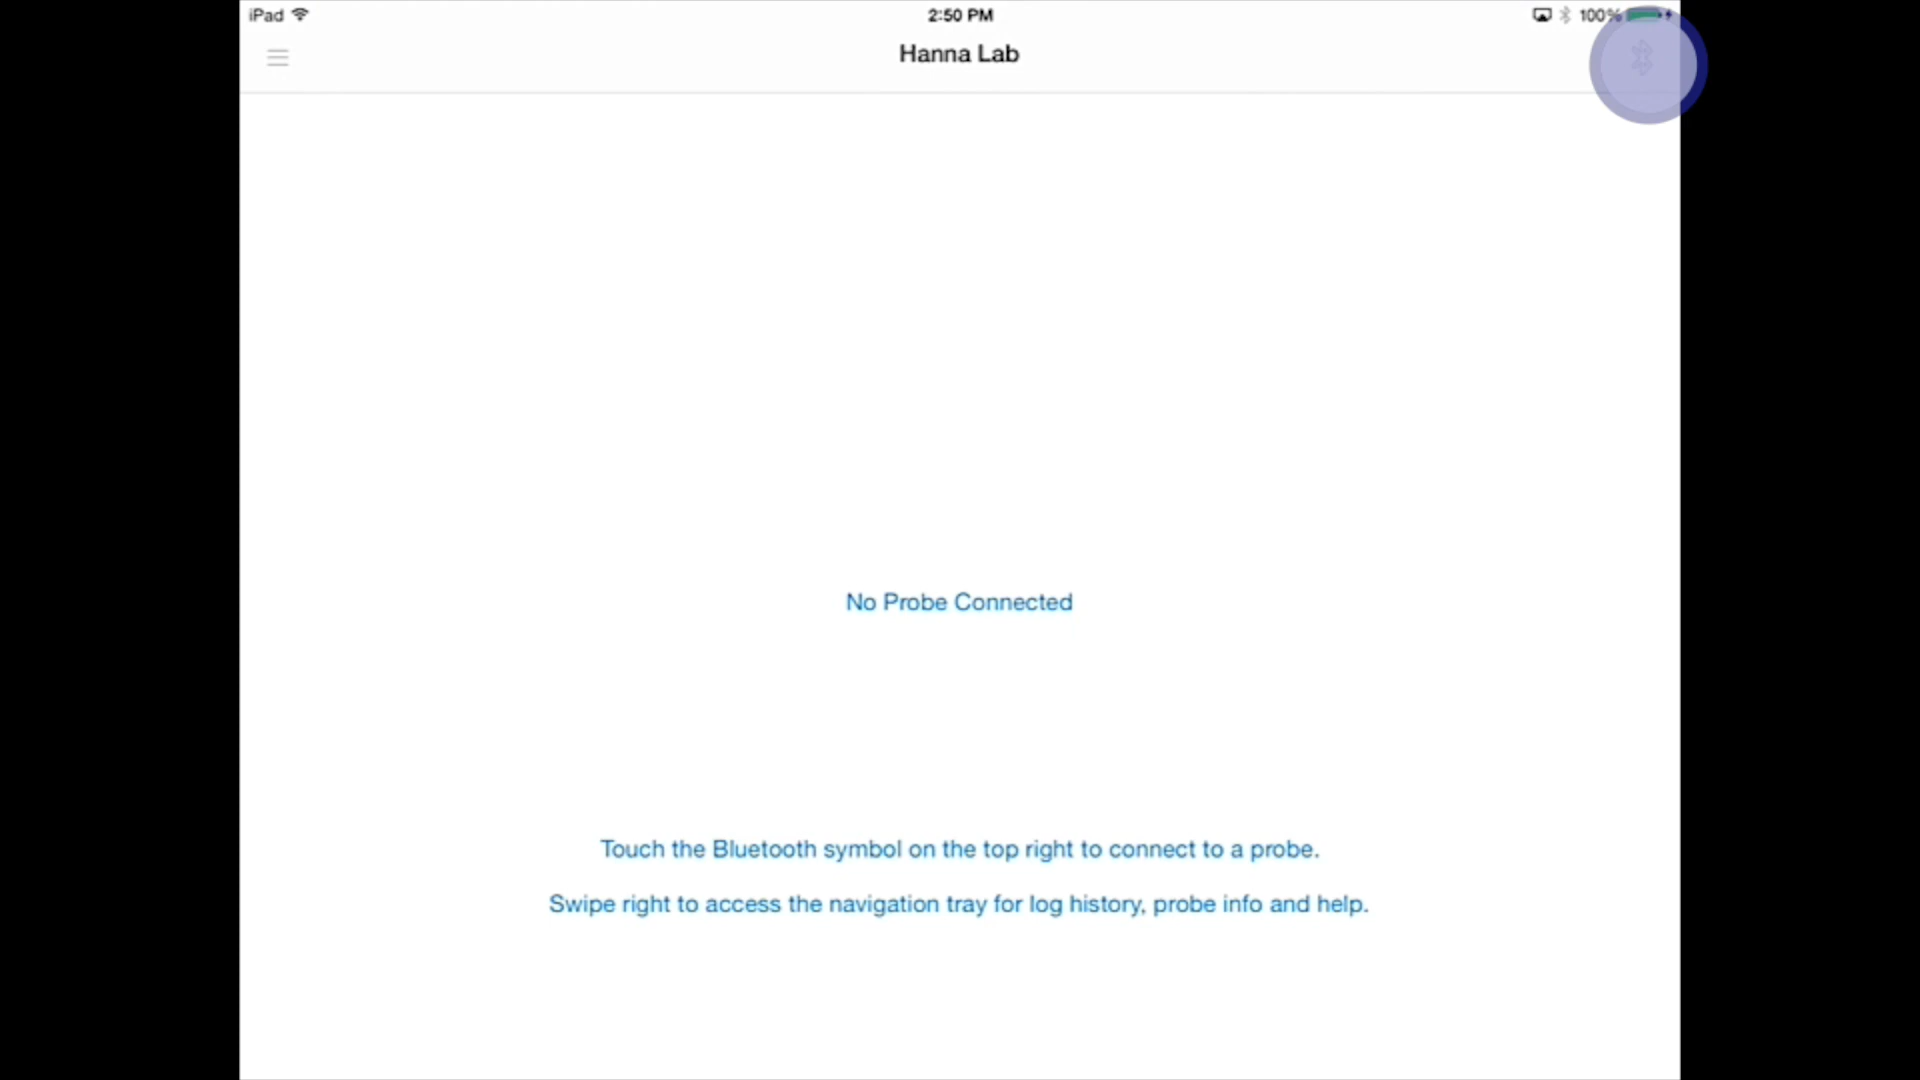 iPad 2:50 PM 100%
Hanna Lab
No Probe Connected
Touch the Bluetooth symbol on the top right to connect to a probe.
Swipe right to access the navigation tray for log history, probe info and help.